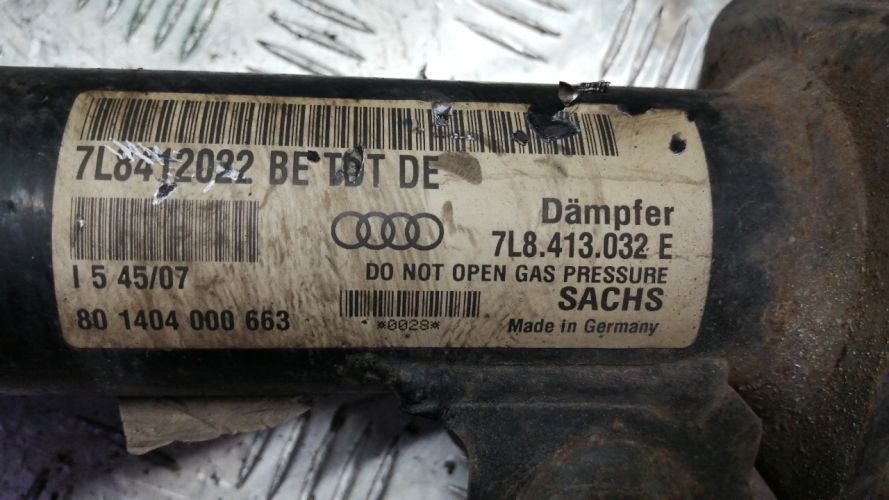 7L8412022 BE TDT DE
Dämpfer
7L8.413.032 E
I 5 45/07
DO NOT OPEN GAS PRESSURE
SACHS
80 1404 000 663
*0028*
Made in Germany